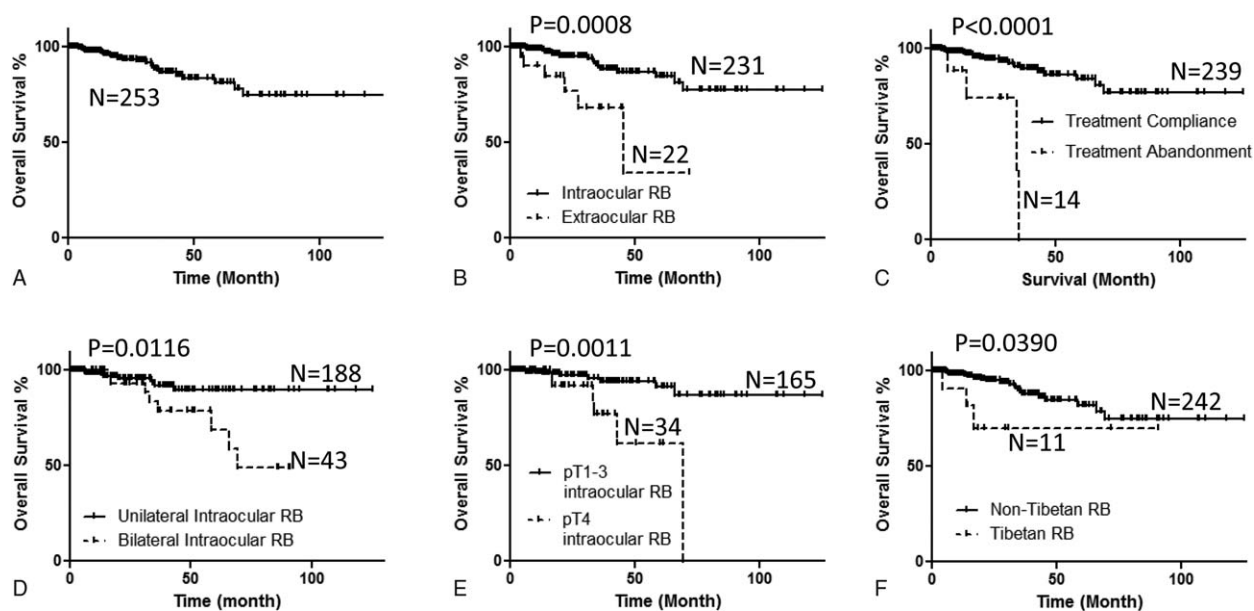 100
50
0
Overall Survival %
N=253
0 50 100
Time (Month)
A
P=0.0008
100
50
0
Overall Survival %
N=231
N=22
Intraocular RB
Extraocular RB
0 50 100
Time (Month)
B
P<0.0001
100
50
0
Overall Survival %
N=239
Treatment Compliance
Treatment Abandonment
N=14
0 50 100
Survival (Month)
C
P=0.0116
100
50
0
Overall Survival %
N=188
N=43
Unilateral Intraocular RB
Bilateral Intraocular RB
0 50 100
Time (month)
D
P=0.0011
100
50
0
Overall Survival %
N=165
N=34
pT1-3
intraocular RB
pT4
intraocular RB
0 50 100
Time (Month)
E
P=0.0390
100
50
0
Overall Survival %
N=242
N=11
Non-Tibetan RB
Tibetan RB
0 50 100
Time (Month)
F